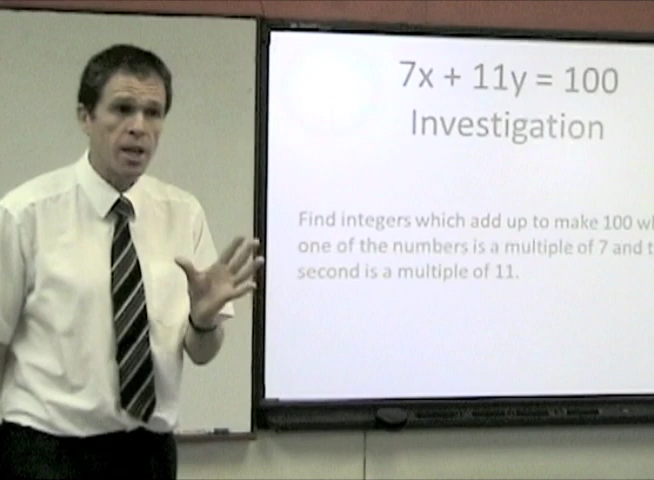 7x + 11y = 100
Investigation
Find integers which add up to make 100
one of the numbers is a multiple of 7 and
second is a multiple of 11.